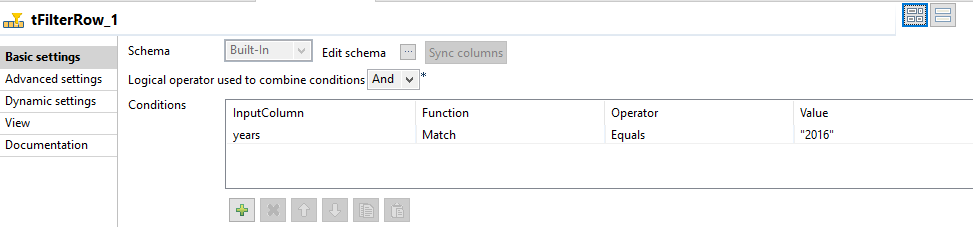 tFilterRow_1
Basic settings
Advanced settings
Dynamic settings
View
Documentation
Schema Built-In Edit schema ... Sync columns
Logical operator used to combine conditions And *
Conditions
InputColumn Function Operator Value
years Match Equals "2016"